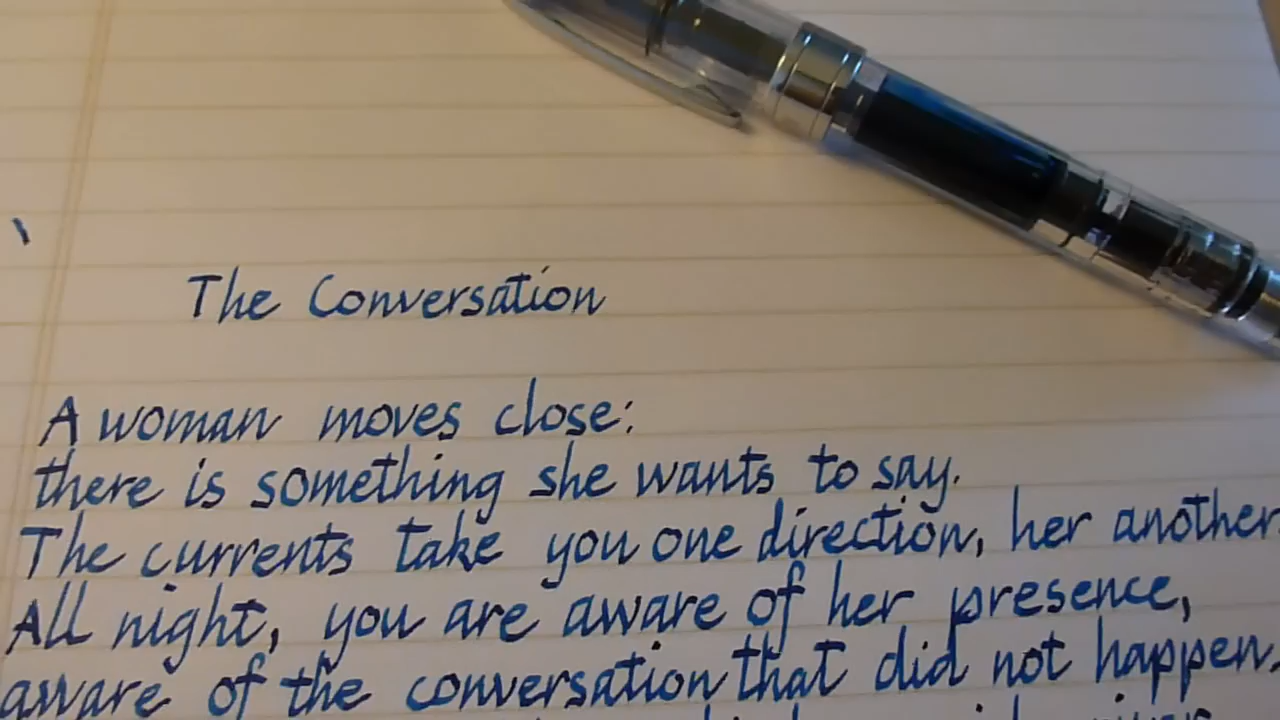 The Conversation
A woman moves close:
there is something she wants to say.
The currents take you one direction, her another.
All night, you are aware of her presence,
aware of the conversation that did not happen.